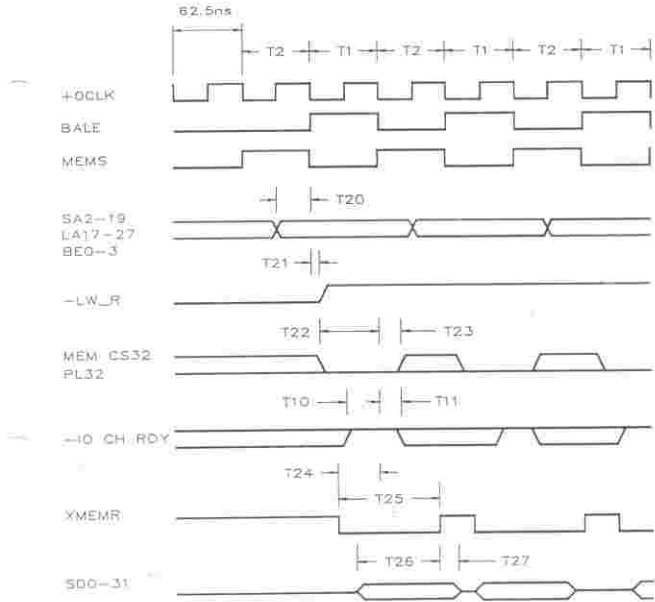 62.5ns
T2 T1 T2 T1 T2 T1
+OCLK
BALE
MEMS
T20
SA2-19
LA17-27
BE0-3
T21
-LW_R
T22 T23
MEM CS32
PL32
T10 T11
-IO CH RDY
T24
T25
XMEMR
T26 T27
SD0-31